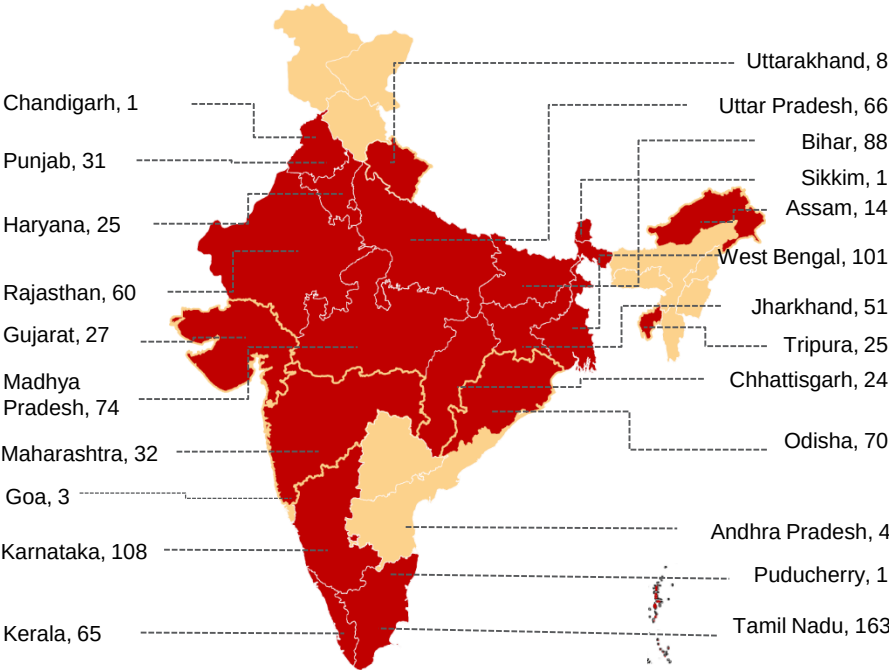 Chandigarh, 1
Punjab, 31
Haryana, 25
Rajasthan, 60
Gujarat, 27
Madhya
Pradesh, 74
Maharashtra, 32
Goa, 3
Karnataka, 108
Kerala, 65
Uttarakhand, 8
Uttar Pradesh, 66
Bihar, 88
Sikkim, 1
Assam, 14
West Bengal, 101
Jharkhand, 51
Tripura, 25
Chhattisgarh, 24
Odisha, 70
Andhra Pradesh, 4
Puducherry, 1
Tamil Nadu, 163